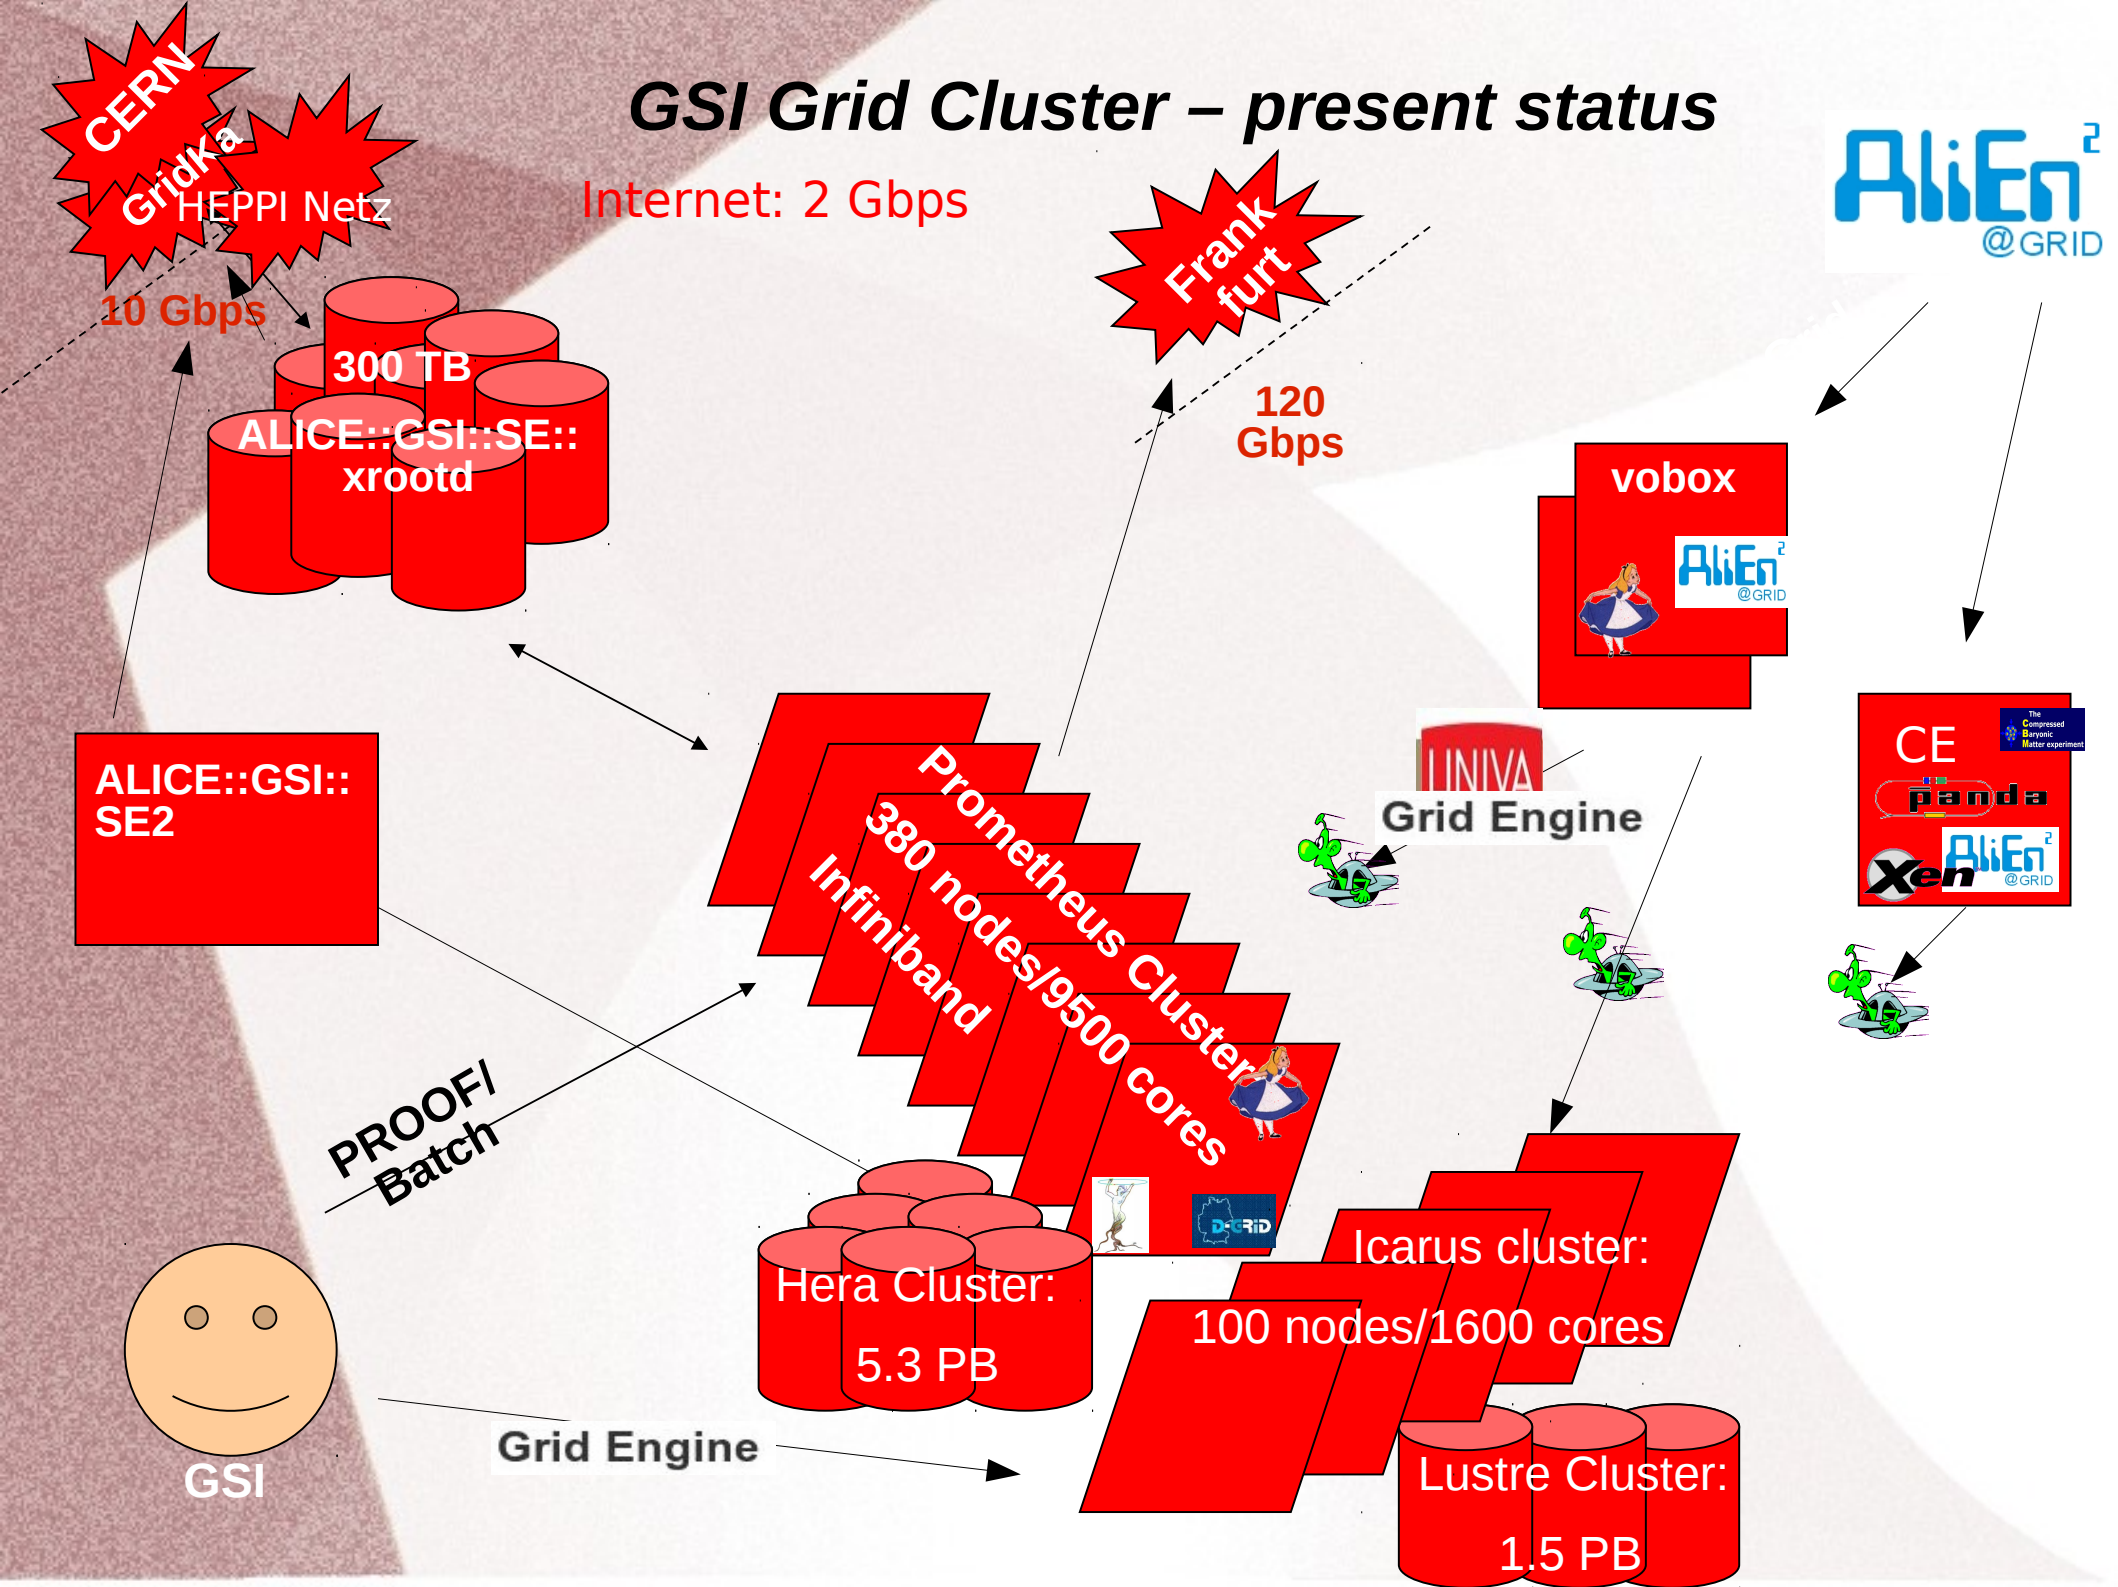 GSI Grid Cluster – present status
CERN
GridKa
HEPPI Netz
Internet: 2 Gbps
10 Gbps
Frank
furt
120
Gbps
AliEn2
@GRID
300 TB
ALICE::GSI::SE::
xrootd
vobox
AliEn2
@GRID
ALICE::GSI::
SE2
UNIVA
Grid Engine
CE
The
Compressed
Baryonic
Matter experiment
panda
Xen
AliEn2
@GRID
Prometheus Cluster
380 nodes/9500 cores
Infiniband
PROOF/
Batch
D-GRiD
Hera Cluster:
5.3 PB
Icarus cluster:
100 nodes/1600 cores
GSI
Grid Engine
Lustre Cluster:
1.5 PB